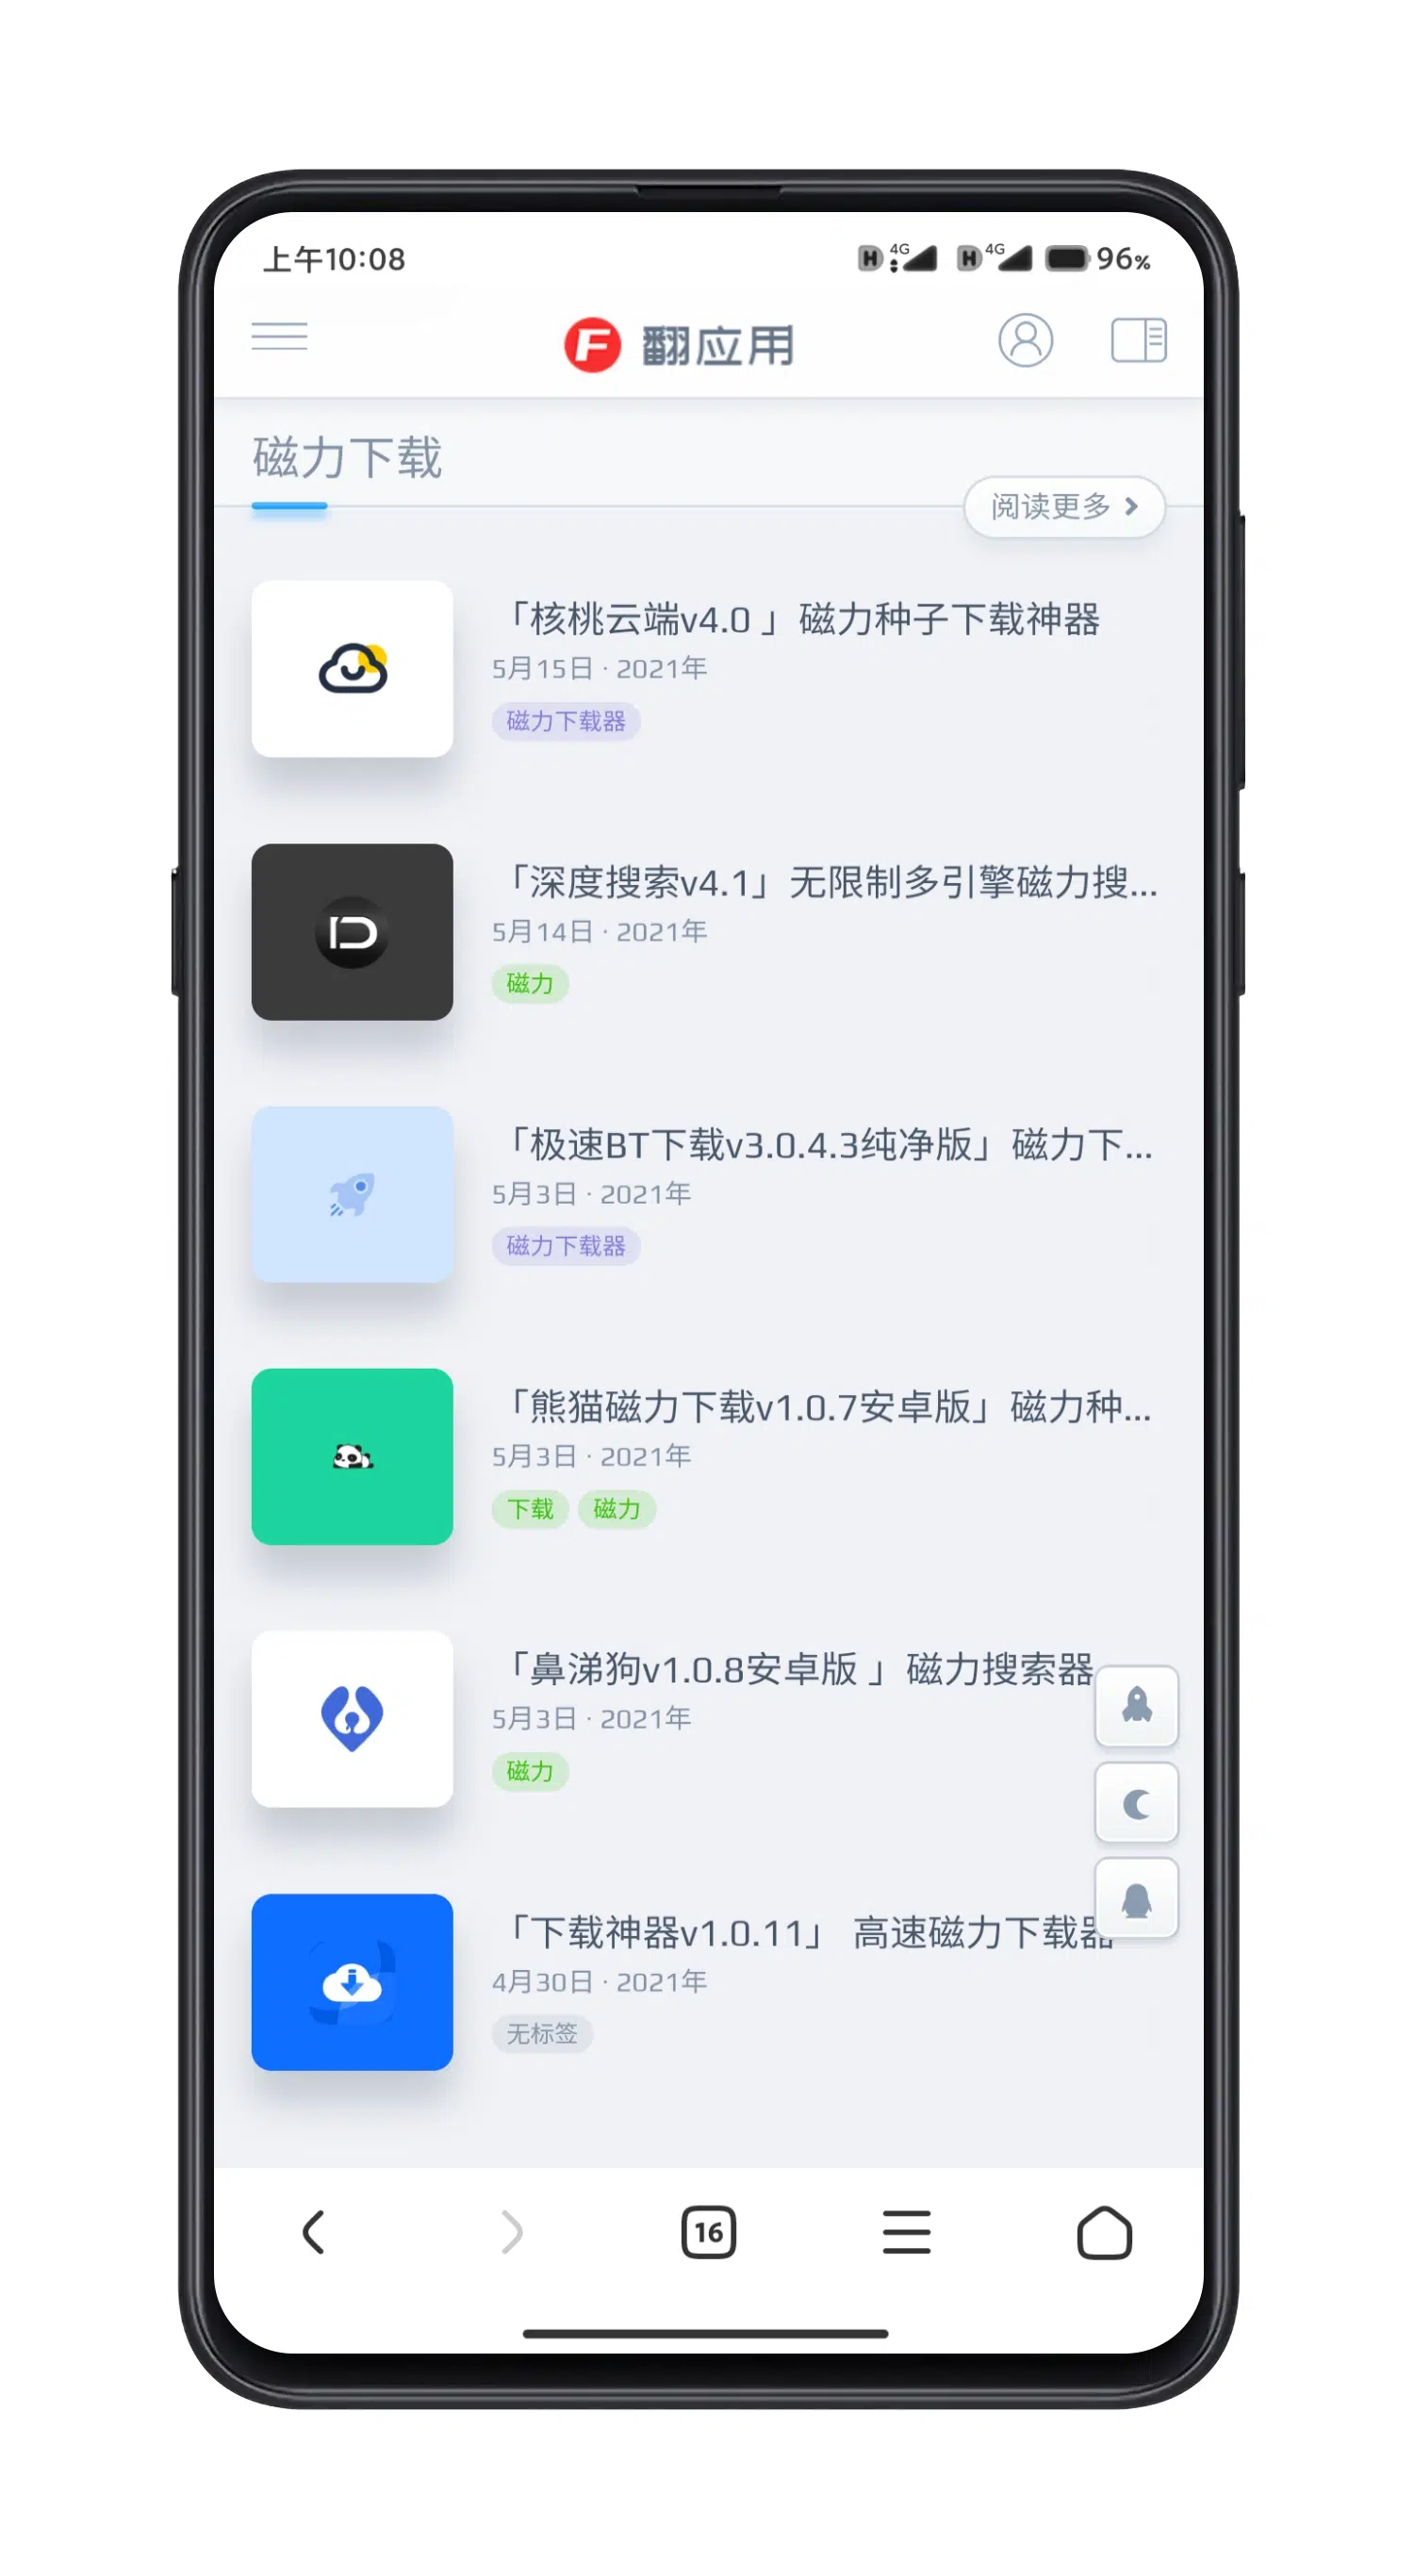 上午10:08
4G 4G 96%
F 翻应用
磁力下载
阅读更多
「核桃云端v4.0 」磁力种子下载神器
5月15日 · 2021年
磁力下载器
「深度搜索v4.1」无限制多引擎磁力搜...
5月14日 · 2021年
磁力
「极速BT下载v3.0.4.3纯净版」磁力下...
5月3日 · 2021年
磁力下载器
「熊猫磁力下载v1.0.7安卓版」磁力种...
5月3日 · 2021年
下载 磁力
「鼻涕狗v1.0.8安卓版 」磁力搜索器
5月3日 · 2021年
磁力
「下载神器v1.0.11」 高速磁力下载器
4月30日 · 2021年
无标签
16